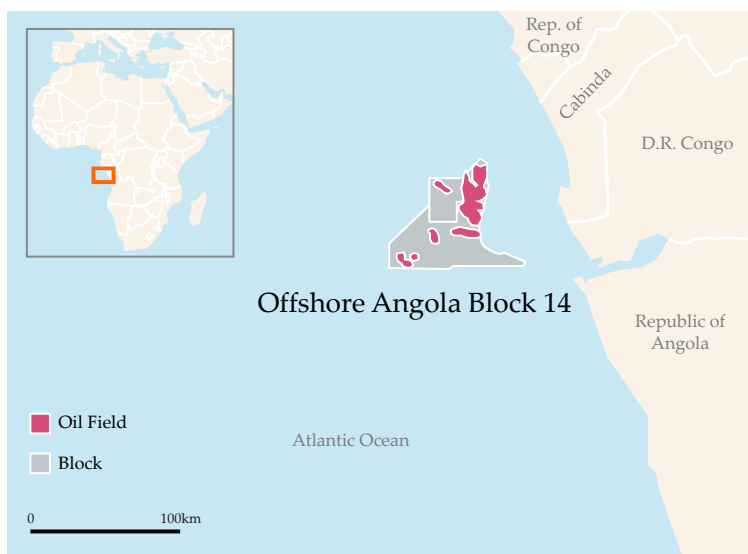 Rep. of
Congo
Cabinda
D.R. Congo
Offshore Angola Block 14
Republic of
Angola
Oil Field
Atlantic Ocean
Block
0
100km